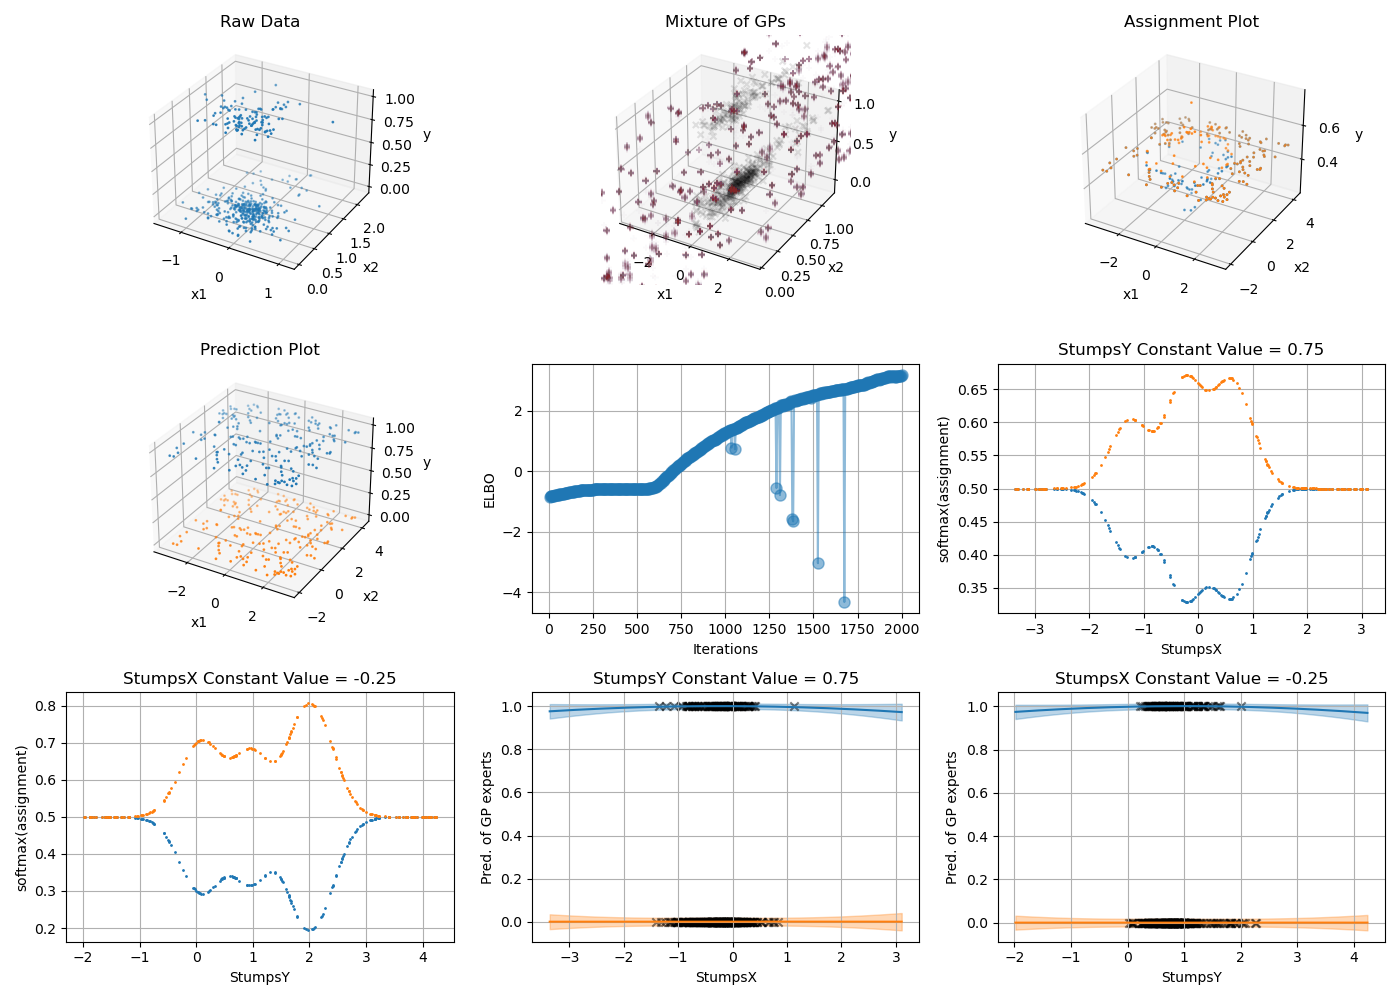 Raw Data
1.00
0.75
0.50
0.25
0.00
y
−1
0
1
x1
0.0
0.5
1.0
1.5
2.0
x2
Mixture of GPs
1.0
0.5
0.0
y
−2
0
2
x1
0.00
0.25
0.50
0.75
1.00
x2
Assignment Plot
0.6
0.4
y
−2
0
2
x1
−2
0
2
4
x2
Prediction Plot
1.00
0.75
0.50
0.25
0.00
y
−2
0
2
x1
−2
0
2
4
x2
2
0
−2
−4
ELBO
0 250 500 750 1000 1250 1500 1750 2000
Iterations
StumpsY Constant Value = 0.75
0.65
0.60
0.55
0.50
0.45
0.40
0.35
softmax(assignment)
−3 −2 −1 0 1 2 3
StumpsX
StumpsX Constant Value = -0.25
0.8
0.7
0.6
0.5
0.4
0.3
0.2
softmax(assignment)
−2 −1 0 1 2 3 4
StumpsY
StumpsY Constant Value = 0.75
1.0
0.8
0.6
0.4
0.2
0.0
Pred. of GP experts
−3 −2 −1 0 1 2 3
StumpsX
StumpsX Constant Value = -0.25
1.0
0.8
0.6
0.4
0.2
0.0
Pred. of GP experts
−2 −1 0 1 2 3 4
StumpsY